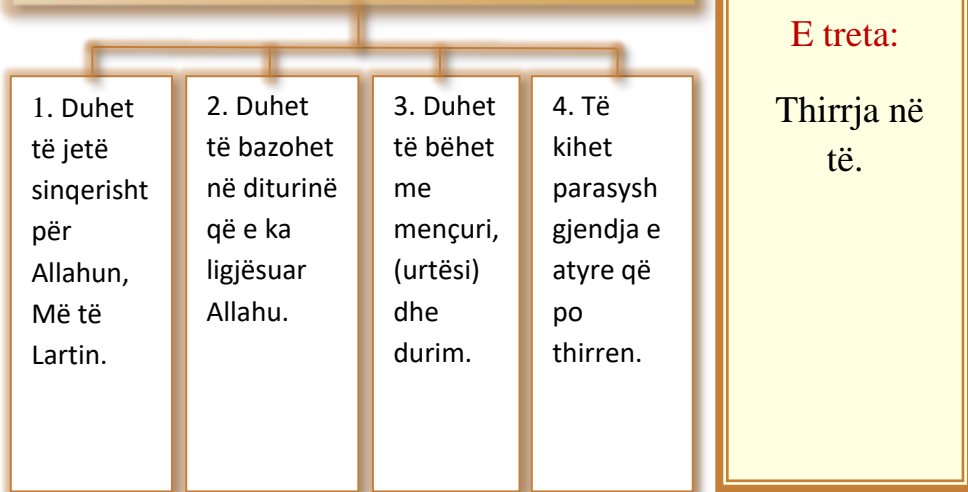 1. Duhet
të jetë
sinqerisht
për
Allahun,
Më të
Lartin.
2. Duhet
të bazohet
në diturinë
që e ka
ligjësuar
Allahu.
3. Duhet
të bëhet
me
mençuri,
(urtësi)
dhe
durim.
4. Të
kihet
parasysh
gjendja e
atyre që
po
thirren.
E treta:
Thirrja në
të.